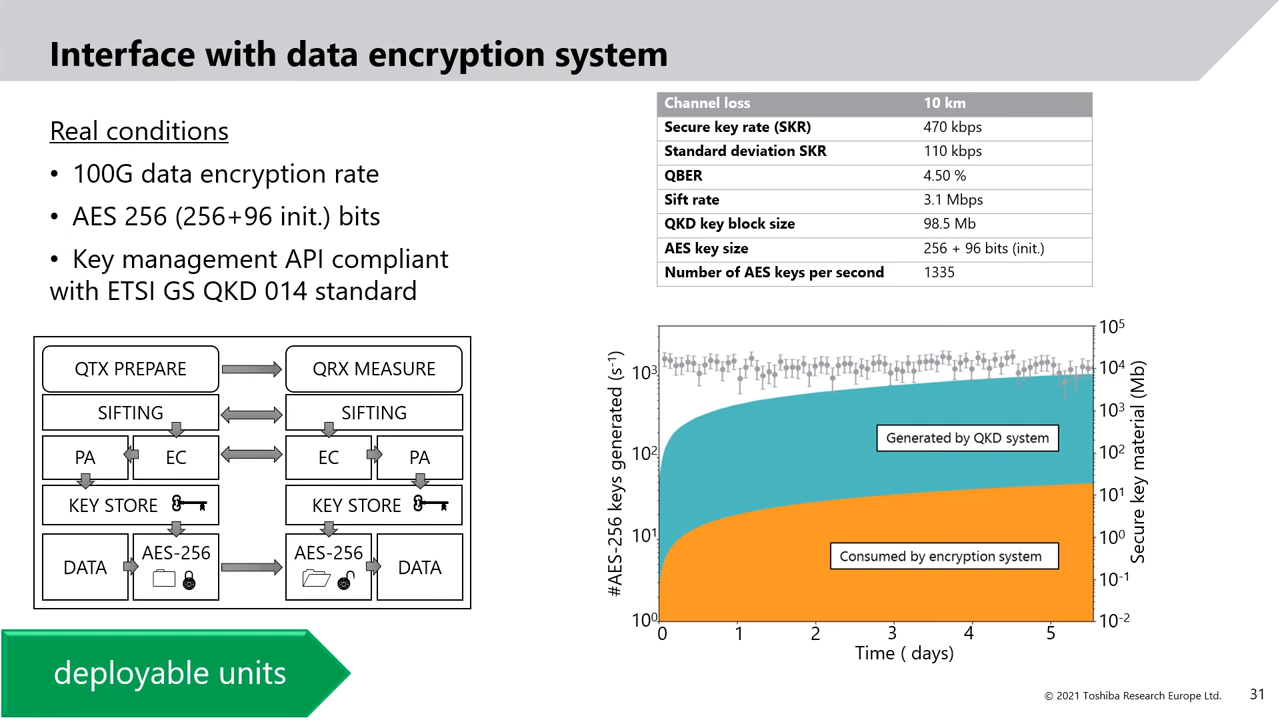 Interface with data encryption system
Real conditions
• 100G data encryption rate
• AES 256 (256+96 init.) bits
• Key management API compliant
with ETSI GS QKD 014 standard
Channel loss 10 km
Secure key rate (SKR) 470 kbps
Standard deviation SKR 110 kbps
QBER 4.50 %
Sift rate 3.1 Mbps
QKD key block size 98.5 Mb
AES key size 256 + 96 bits (init.)
Number of AES keys per second 1335
QTX PREPARE QRX MEASURE
SIFTING SIFTING
PA EC EC PA
KEY STORE KEY STORE
AES-256 AES-256
DATA DATA
deployable units
#AES-256 keys generated (s⁻¹)
10³
10²
10¹
10⁰
Generated by QKD system
Consumed by encryption system
10⁵
10⁴
10³
10²
10¹
10⁰
10⁻¹
10⁻²
Secure key material (Mb)
0 1 2 3 4 5
Time ( days)
© 2021 Toshiba Research Europe Ltd. 31